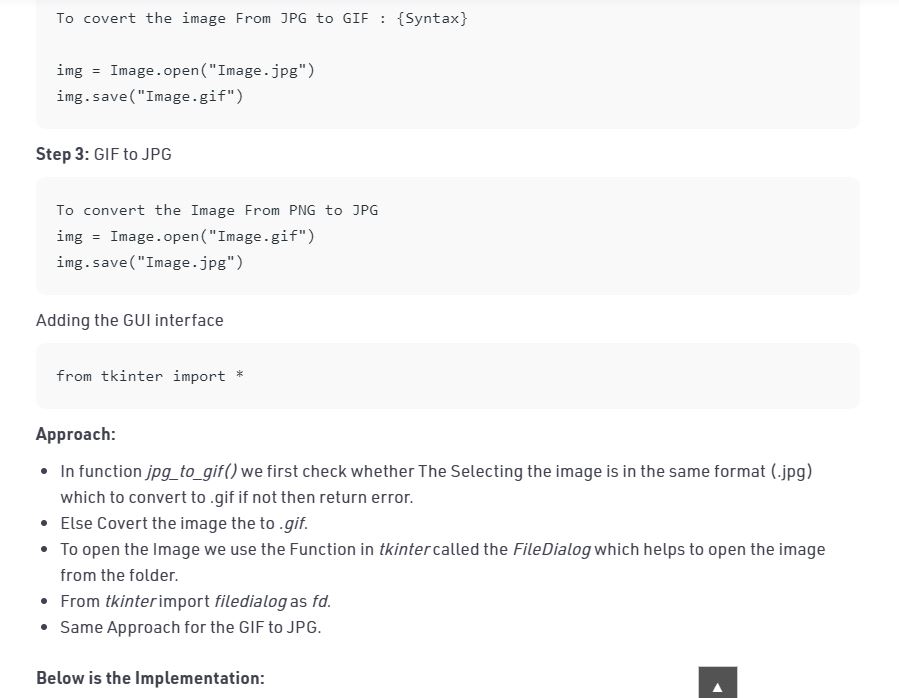 To covert the image From JPG to GIF : {Syntax}
img = Image.open("Image.jpg")
img.save("Image.gif")
Step 3: GIF to JPG
To convert the Image From PNG to JPG
img = Image.open("Image.gif")
img.save("Image.jpg")
Adding the GUI interface
from tkinter import *
Approach:
• In function jpg_to_gif() we first check whether The Selecting the image is in the same format (.jpg)
which to convert to .gif if not then return error.
• Else Covert the image the to .gif.
• To open the Image we use the Function in tkinter called the FileDialog which helps to open the image
from the folder.
• From tkinter import filedialog as fd.
• Same Approach for the GIF to JPG.
Below is the Implementation: